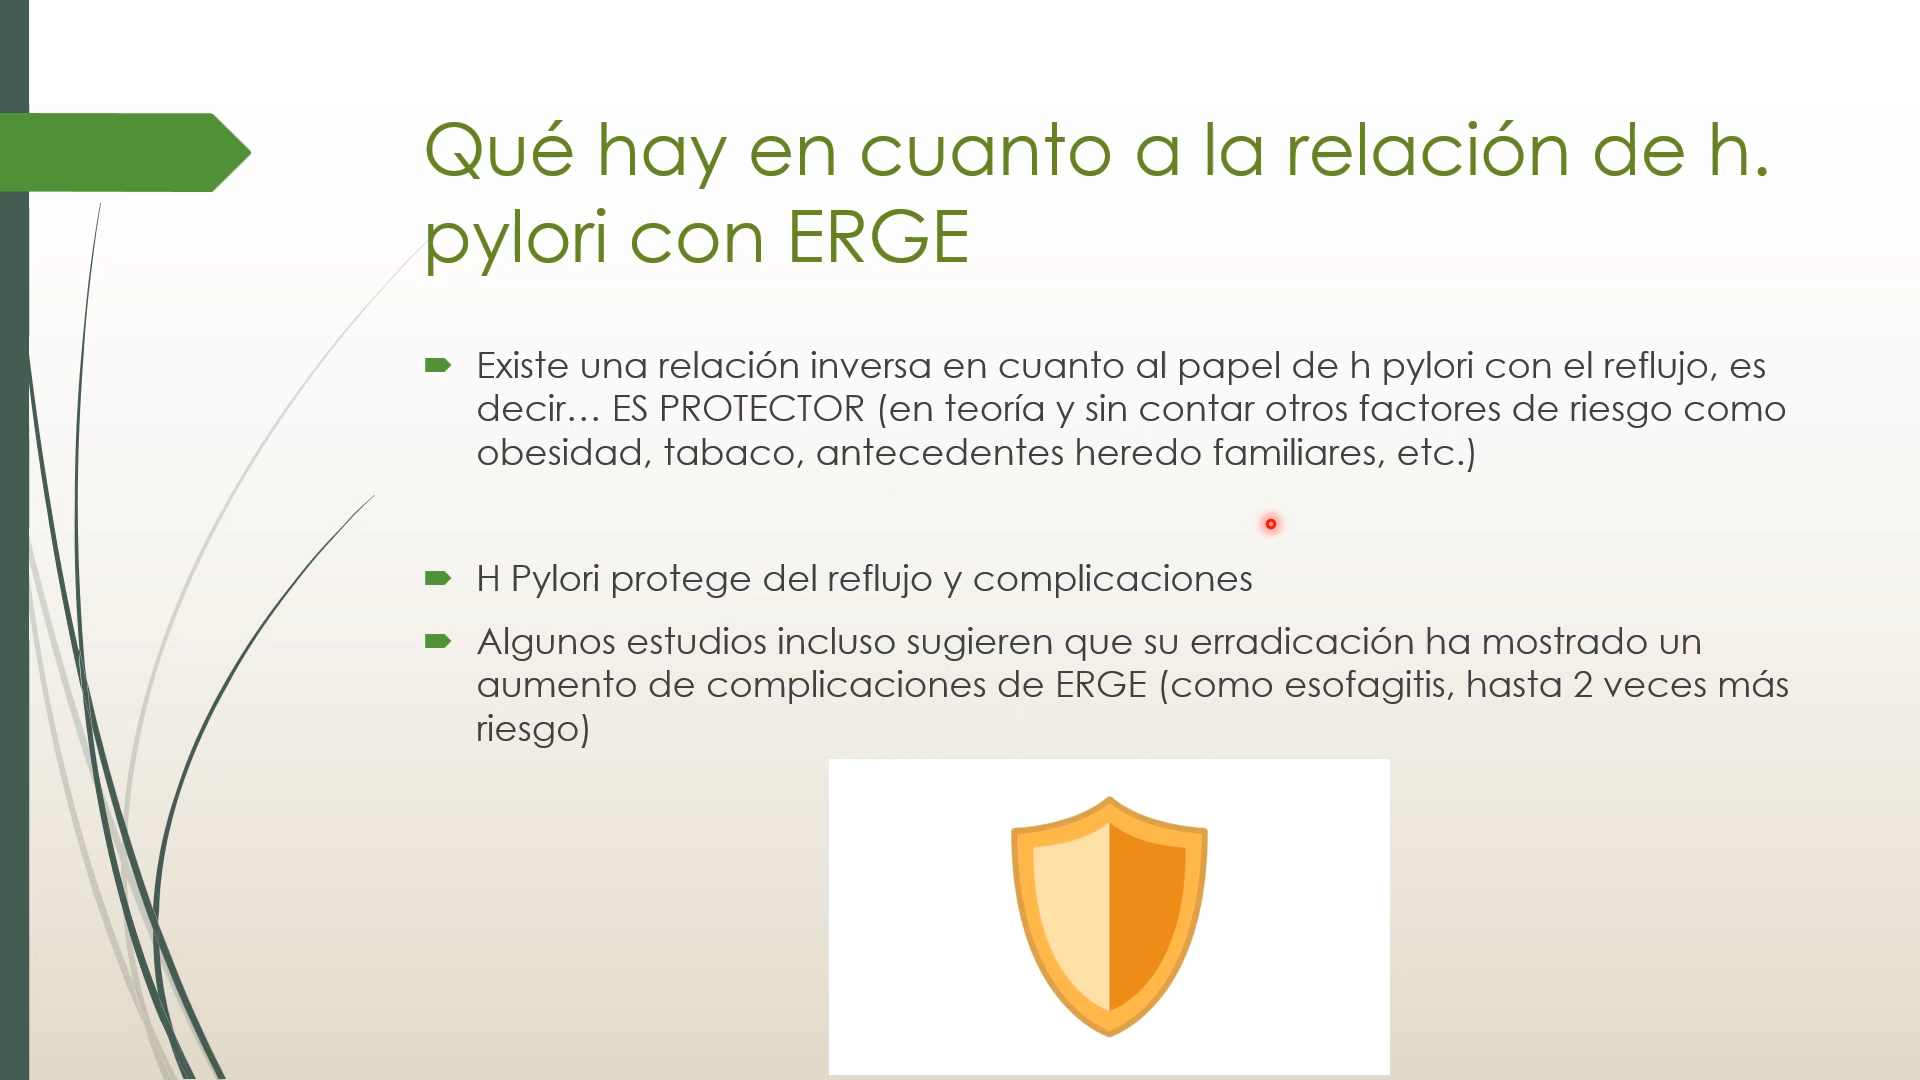 Qué hay en cuanto a la relación de h.
pylori con ERGE
Existe una relación inversa en cuanto al papel de h pylori con el reflujo, es
decir… ES PROTECTOR (en teoría y sin contar otros factores de riesgo como
obesidad, tabaco, antecedentes heredo familiares, etc.)
H Pylori protege del reflujo y complicaciones
Algunos estudios incluso sugieren que su erradicación ha mostrado un
aumento de complicaciones de ERGE (como esofagitis, hasta 2 veces más
riesgo)